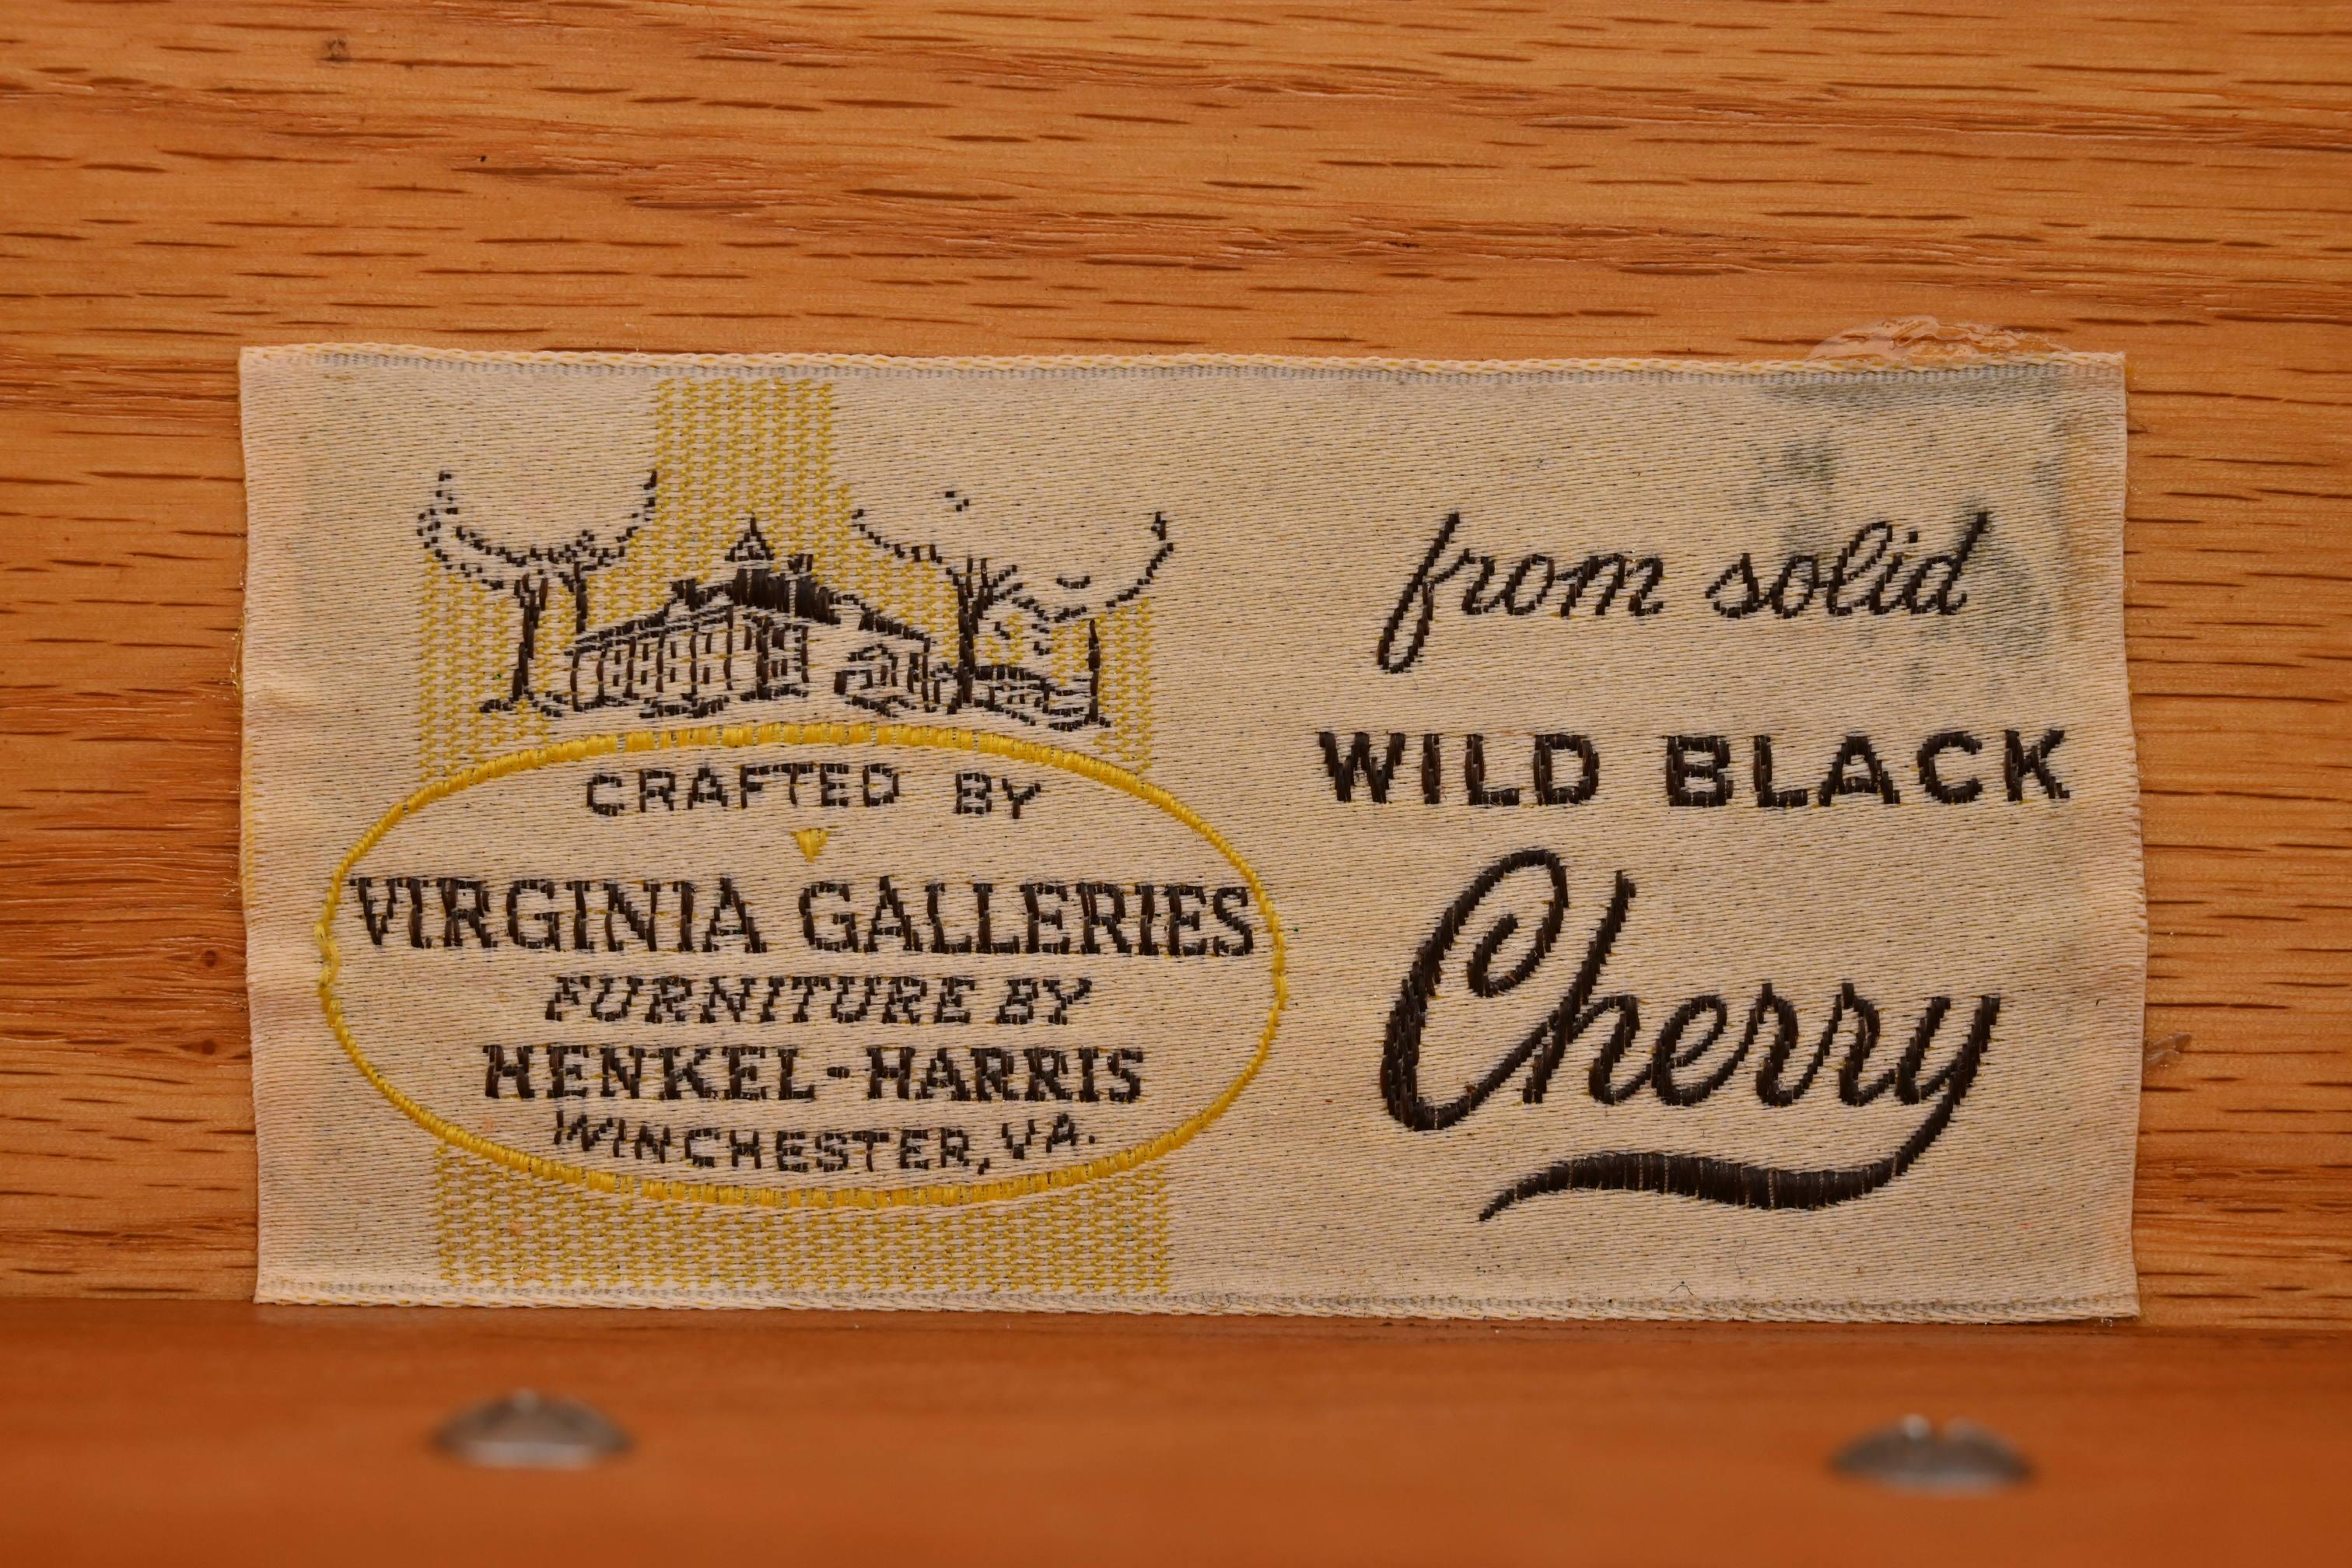 CRAFTED BY
VIRGINIA GALLERIES
FURNITURE BY
HENKEL-HARRIS
WINCHESTER, VA.
from solid
WILD BLACK
Cherry